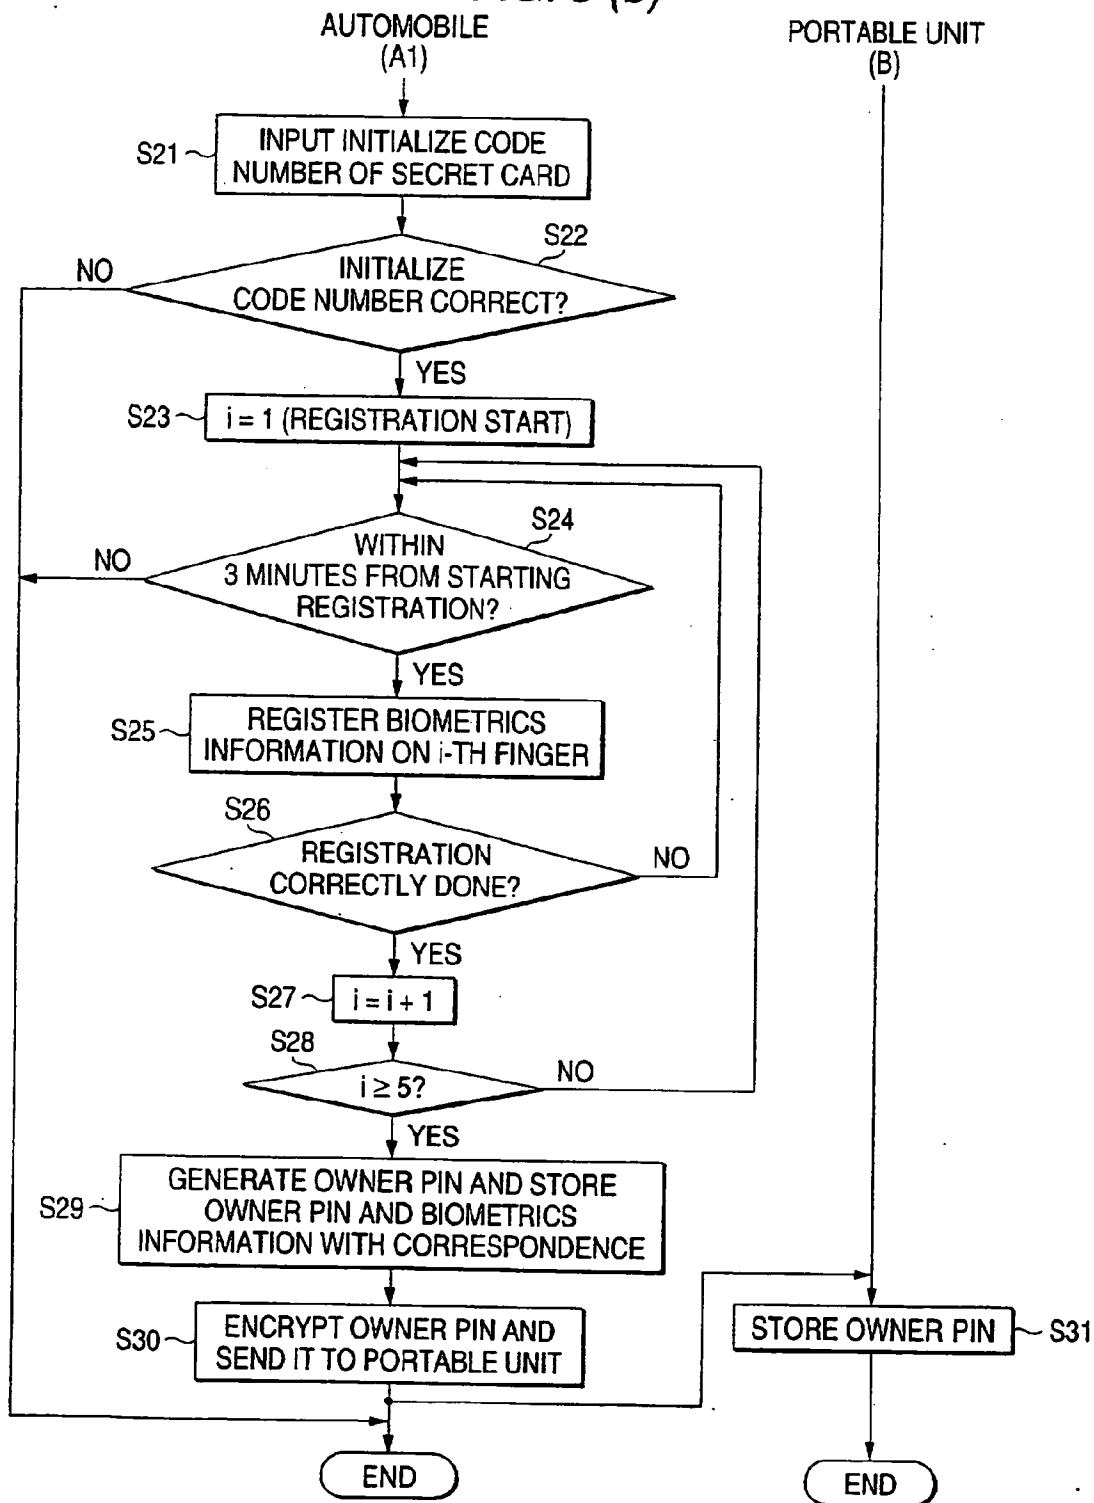 AUTOMOBILE
(A1)
PORTABLE UNIT
(B)
S21
INPUT INITIALIZE CODE
NUMBER OF SECRET CARD
S22
NO
INITIALIZE
CODE NUMBER CORRECT?
YES
S23
i = 1 (REGISTRATION START)
S24
NO
WITHIN
3 MINUTES FROM STARTING
REGISTRATION?
YES
S25
REGISTER BIOMETRICS
INFORMATION ON i-TH FINGER
S26
REGISTRATION
CORRECTLY DONE?
NO
YES
S27
i = i + 1
S28
i ≥ 5?
NO
YES
S29
GENERATE OWNER PIN AND STORE
OWNER PIN AND BIOMETRICS
INFORMATION WITH CORRESPONDENCE
S30
ENCRYPT OWNER PIN AND
SEND IT TO PORTABLE UNIT
STORE OWNER PIN
S31
END
END